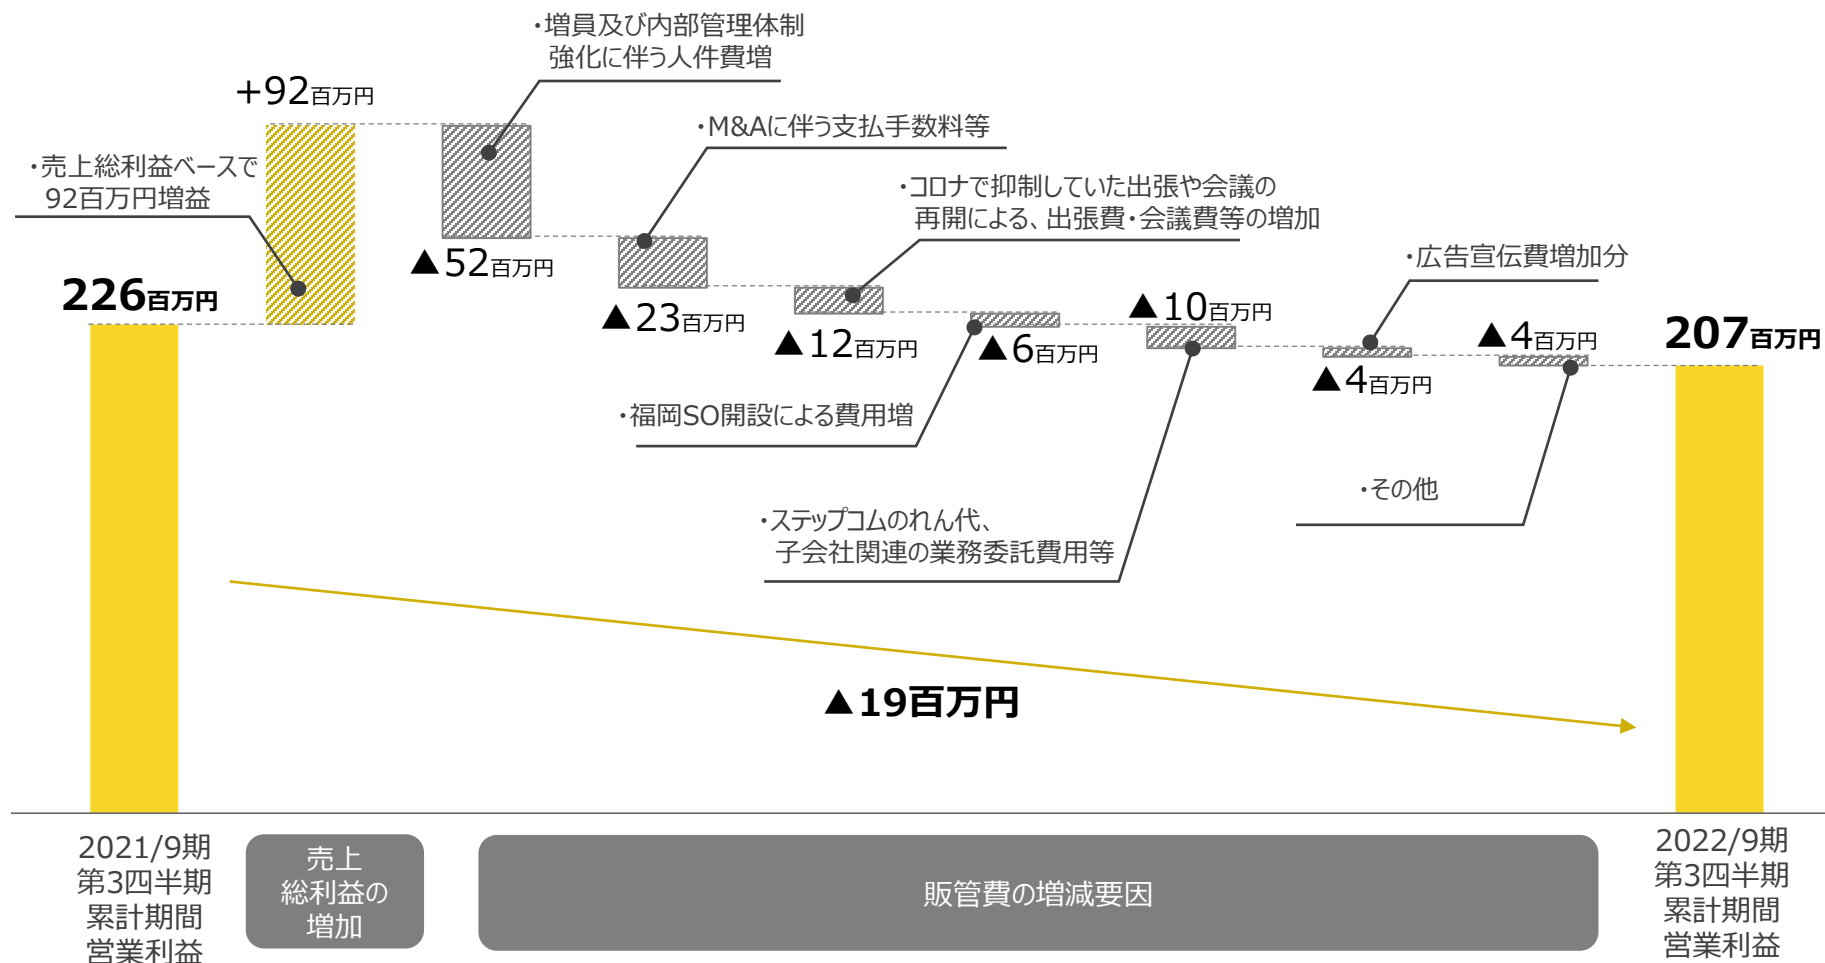 ・増員及び内部管理体制
強化に伴う人件費増
+92百万円
・M&Aに伴う支払手数料等
・売上総利益ベースで
92百万円増益
・コロナで抑制していた出張や会議の
再開による、出張費・会議費等の増加
▲52百万円
・広告宣伝費増加分
226百万円
▲23百万円
▲12百万円
▲6百万円
▲10百万円
▲4百万円
▲4百万円
207百万円
・福岡SO開設による費用増
・その他
・ステップコムのれん代、
子会社関連の業務委託費用等
▲19百万円
2021/9期
第3四半期
累計期間
営業利益
売上
総利益の
増加
販管費の増減要因
2022/9期
第3四半期
累計期間
営業利益